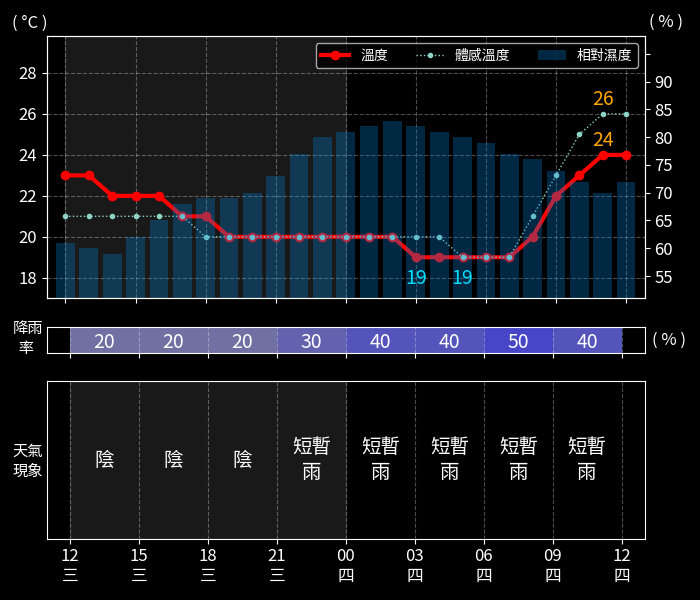 ( °C )
( % )
溫度
體感溫度
相對濕度
28
26
24
22
20
18
90
85
80
75
70
65
60
55
26
24
19
19
降雨
率
20
20
20
30
40
40
50
40
( % )
天氣
現象
陰
陰
陰
短暫
雨
短暫
雨
短暫
雨
短暫
雨
短暫
雨
12
三
15
三
18
三
21
三
00
四
03
四
06
四
09
四
12
四